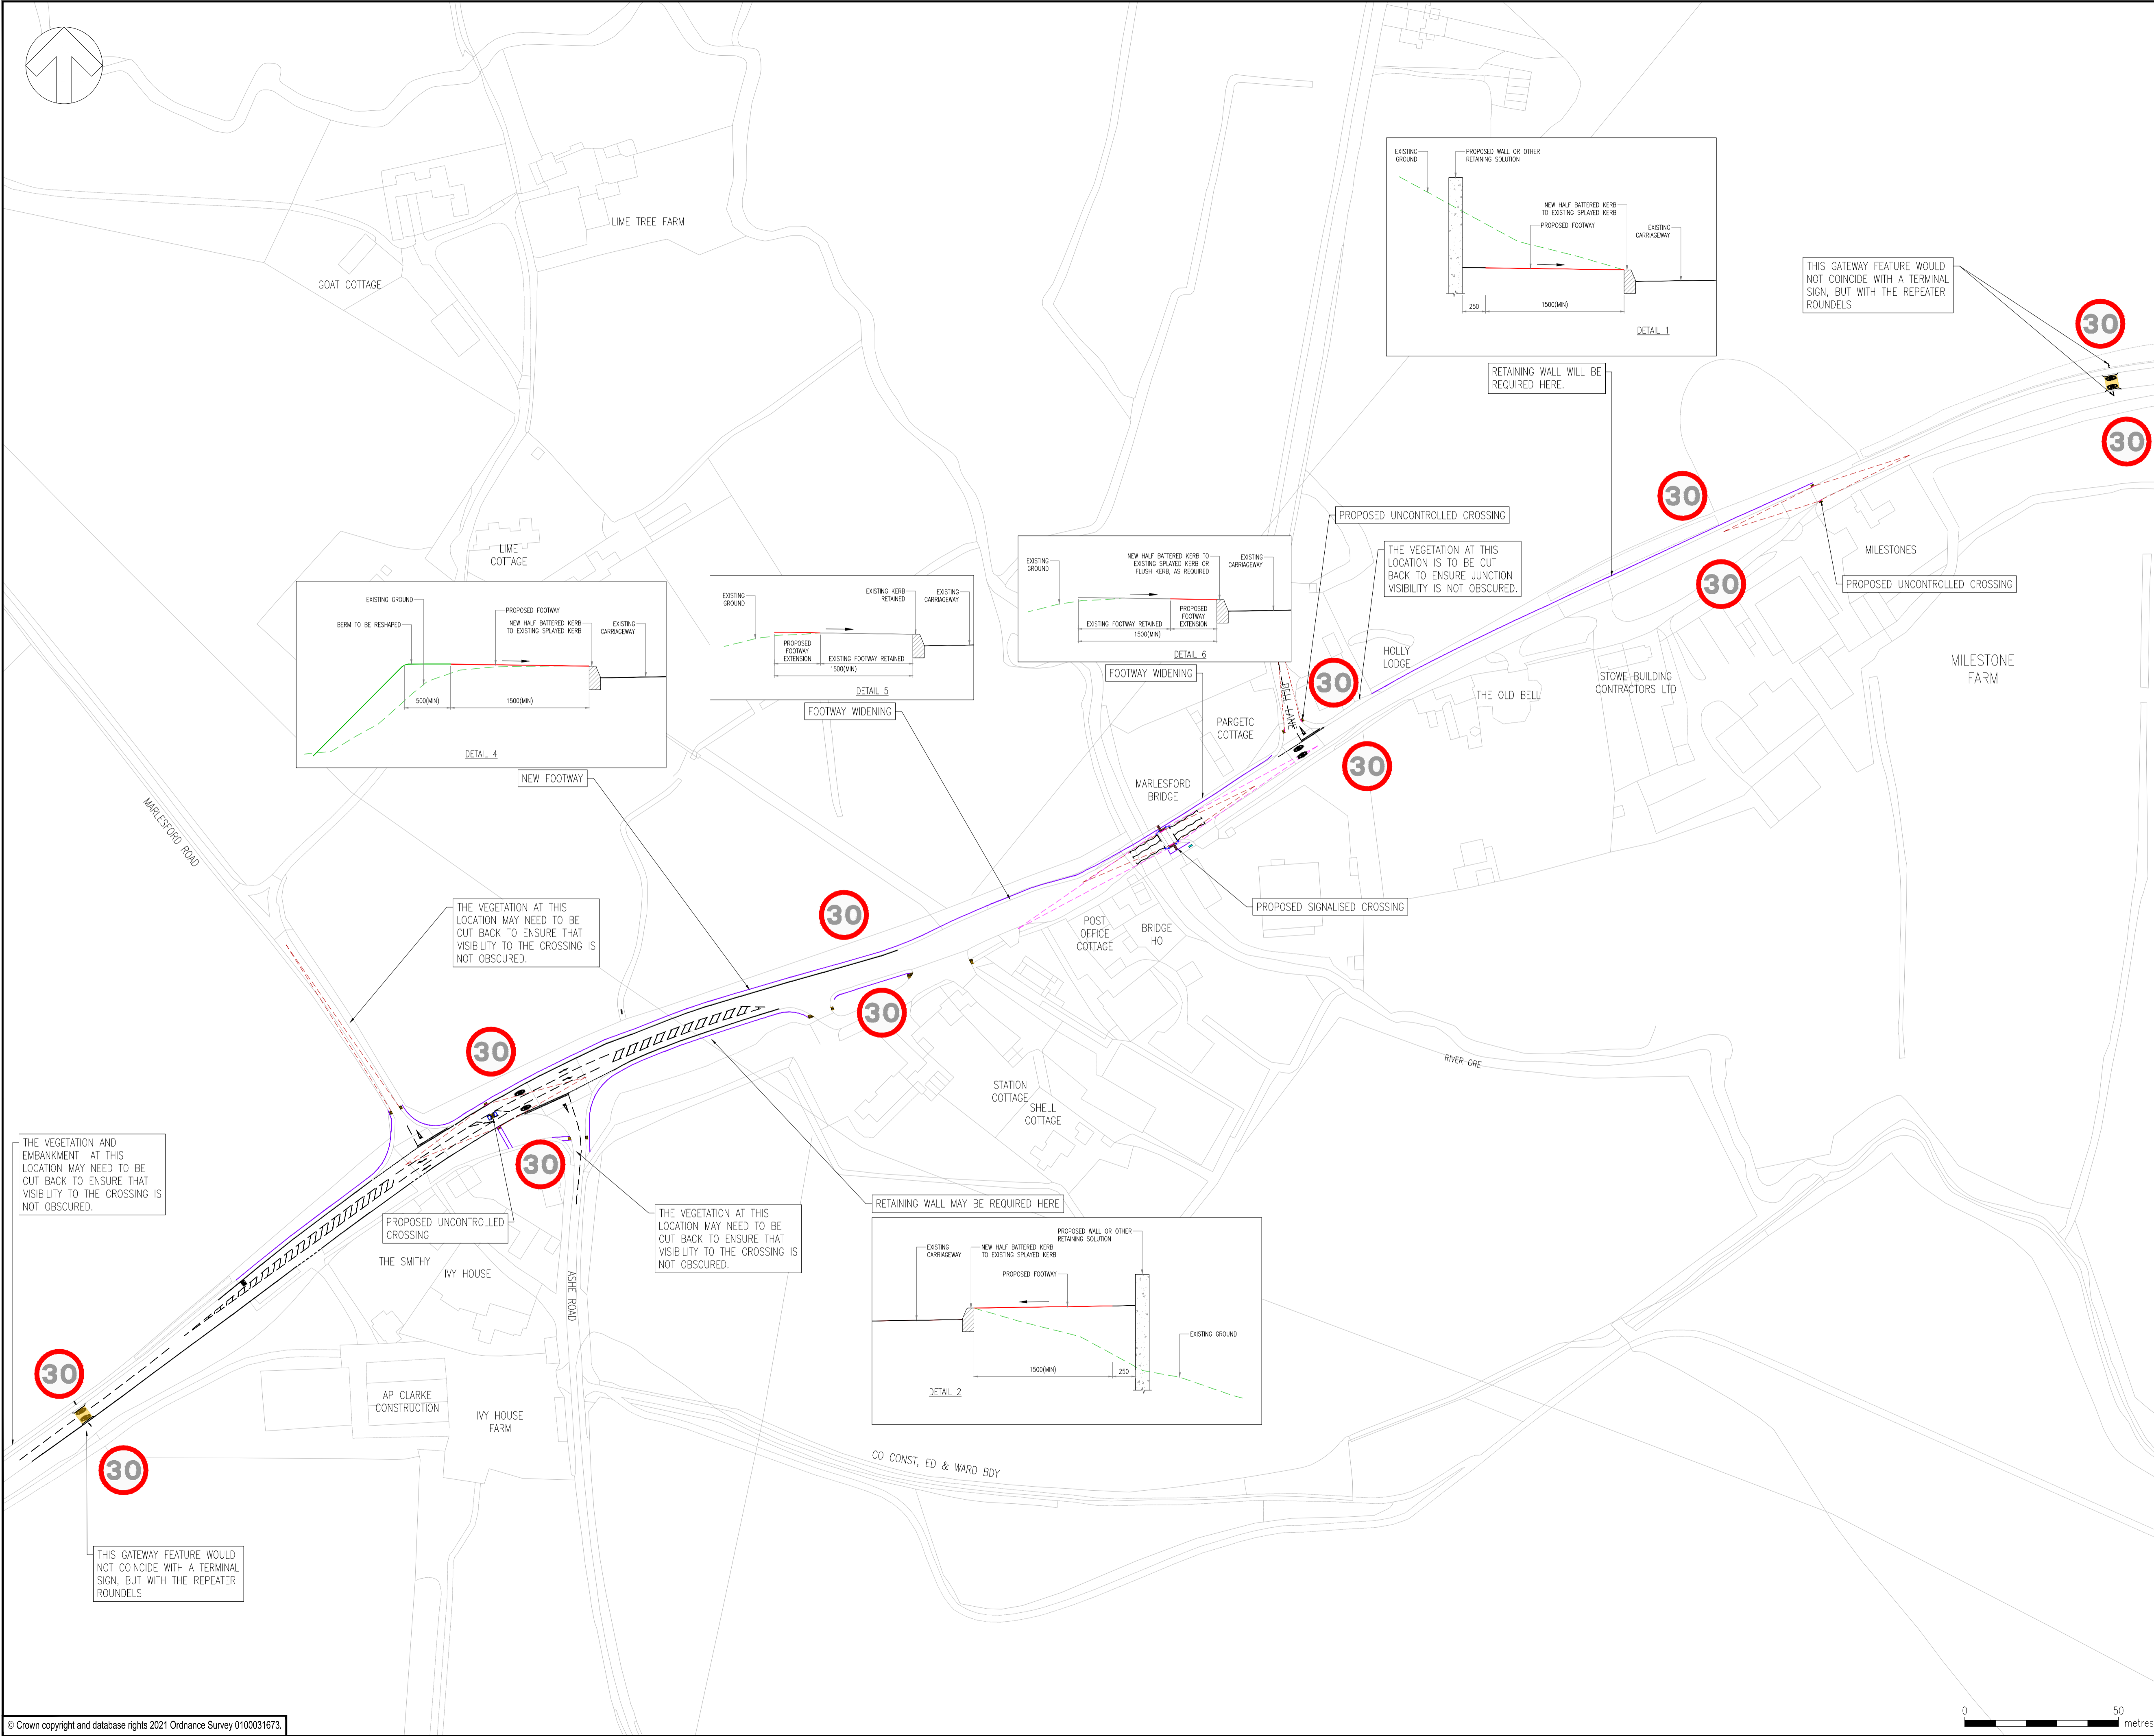 EXISTING
GROUND
PROPOSED WALL OR OTHER
RETAINING SOLUTION
NEW HALF BATTERED KERB
TO EXISTING SPLAYED KERB
PROPOSED FOOTWAY
EXISTING
CARRIAGEWAY
250
1500(MIN)
DETAIL 1
LIME TREE FARM
GOAT COTTAGE
THIS GATEWAY FEATURE WOULD
NOT COINCIDE WITH A TERMINAL
SIGN, BUT WITH THE REPEATER
ROUNDELS
30
30
RETAINING WALL WILL BE
REQUIRED HERE.
30
30
PROPOSED UNCONTROLLED CROSSING
MILESTONES
PROPOSED UNCONTROLLED CROSSING
THE VEGETATION AT THIS
LOCATION IS TO BE CUT
BACK TO ENSURE JUNCTION
VISIBILITY IS NOT OBSCURED.
LIME
COTTAGE
EXISTING GROUND
BERM TO BE RESHAPED
PROPOSED FOOTWAY
NEW HALF BATTERED KERB
TO EXISTING SPLAYED KERB
EXISTING
CARRIAGEWAY
500(MIN)
1500(MIN)
DETAIL 4
NEW FOOTWAY
EXISTING
GROUND
EXISTING KERB
RETAINED
EXISTING
CARRIAGEWAY
PROPOSED
FOOTWAY
EXTENSION
EXISTING FOOTWAY RETAINED
1500(MIN)
DETAIL 5
FOOTWAY WIDENING
EXISTING
GROUND
NEW HALF BATTERED KERB TO
EXISTING SPLAYED KERB OR
FLUSH KERB, AS REQUIRED
EXISTING
CARRIAGEWAY
EXISTING FOOTWAY RETAINED
PROPOSED
FOOTWAY
EXTENSION
1500(MIN)
DETAIL 6
FOOTWAY WIDENING
BELL LANE
30
30
HOLLY
LODGE
THE OLD BELL
STOWE BUILDING
CONTRACTORS LTD
MILESTONE
FARM
PARGETC
COTTAGE
MARLESFORD
BRIDGE
MARLESFORD ROAD
THE VEGETATION AT THIS
LOCATION MAY NEED TO BE
CUT BACK TO ENSURE THAT
VISIBILITY TO THE CROSSING IS
NOT OBSCURED.
30
30
PROPOSED SIGNALISED CROSSING
POST
OFFICE
COTTAGE
BRIDGE
HO
30
30
STATION
COTTAGE
SHELL
COTTAGE
RIVER ORE
THE VEGETATION AND
EMBANKMENT AT THIS
LOCATION MAY NEED TO BE
CUT BACK TO ENSURE THAT
VISIBILITY TO THE CROSSING IS
NOT OBSCURED.
PROPOSED UNCONTROLLED
CROSSING
THE SMITHY
IVY HOUSE
ASHE ROAD
THE VEGETATION AT THIS
LOCATION MAY NEED TO BE
CUT BACK TO ENSURE THAT
VISIBILITY TO THE CROSSING IS
NOT OBSCURED.
RETAINING WALL MAY BE REQUIRED HERE
EXISTING
CARRIAGEWAY
NEW HALF BATTERED KERB
TO EXISTING SPLAYED KERB
PROPOSED WALL OR OTHER
RETAINING SOLUTION
PROPOSED FOOTWAY
EXISTING GROUND
1500(MIN)
250
DETAIL 2
30
30
AP CLARKE
CONSTRUCTION
IVY HOUSE
FARM
CO CONST, ED & WARD BDY
THIS GATEWAY FEATURE WOULD
NOT COINCIDE WITH A TERMINAL
SIGN, BUT WITH THE REPEATER
ROUNDELS
© Crown copyright and database rights 2021 Ordnance Survey 0100031673.
0
50
metres